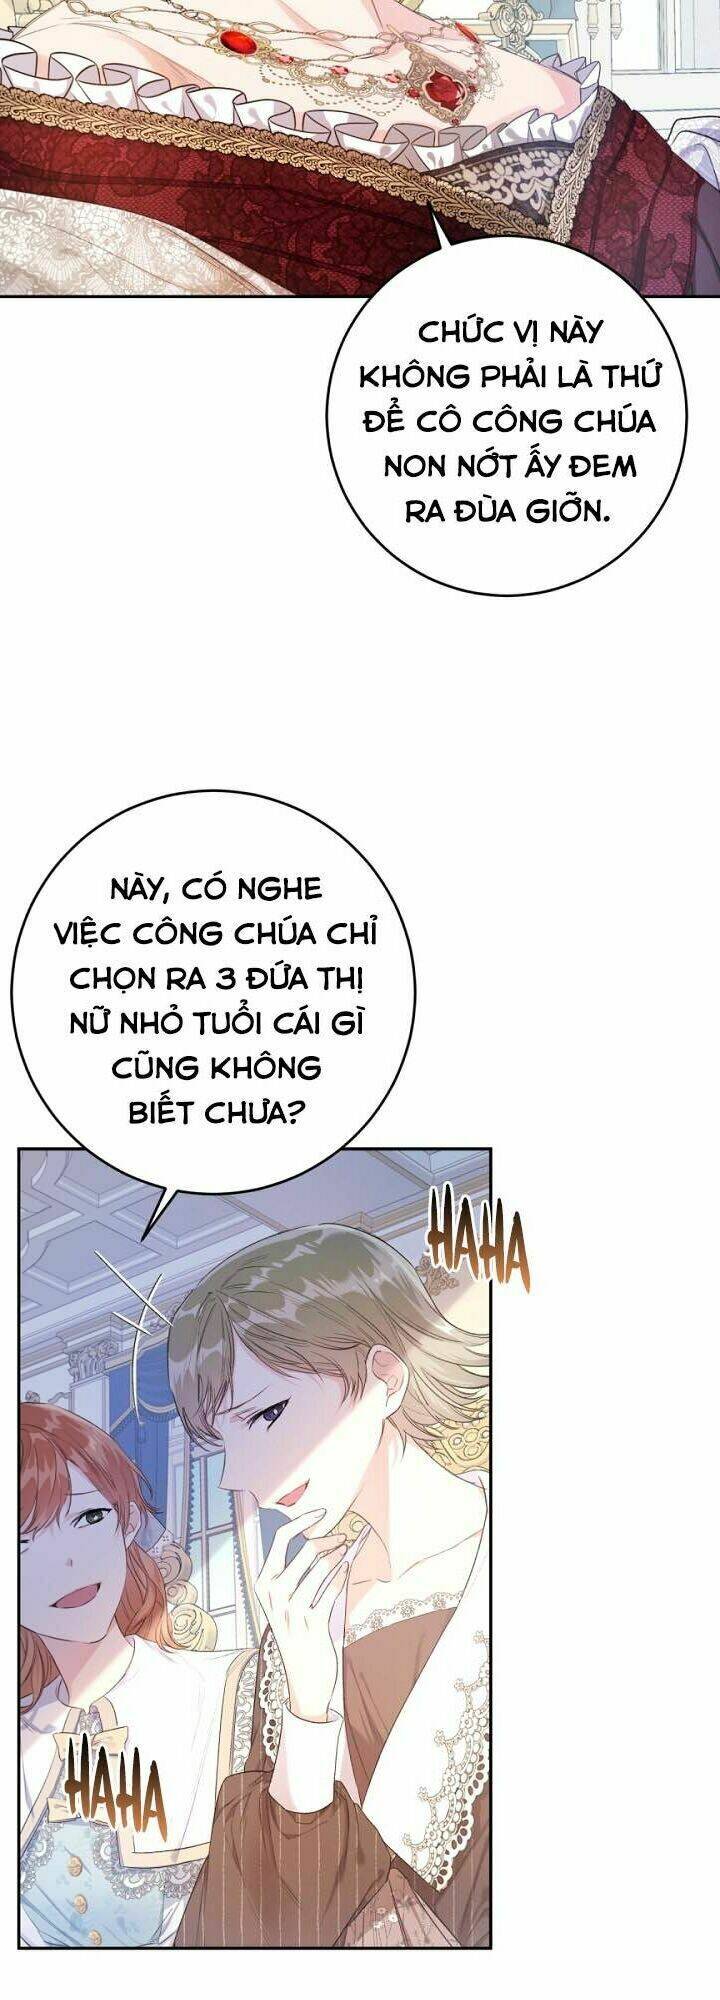 CHỨC VỊ NÀY
KHÔNG PHẢI LÀ THỨ
ĐỂ CÔ CÔNG CHÚA
NON NỚT ẤY ĐEM
RA ĐÙA GIỠN.
NÀY, CÓ NGHE
VIỆC CÔNG CHÚA CHỈ
CHỌN RA 3 ĐỨA THỊ
NỮ NHỎ TUỔI CÁI GÌ
CŨNG KHÔNG
BIẾT CHƯA?
HAHA
HAHA